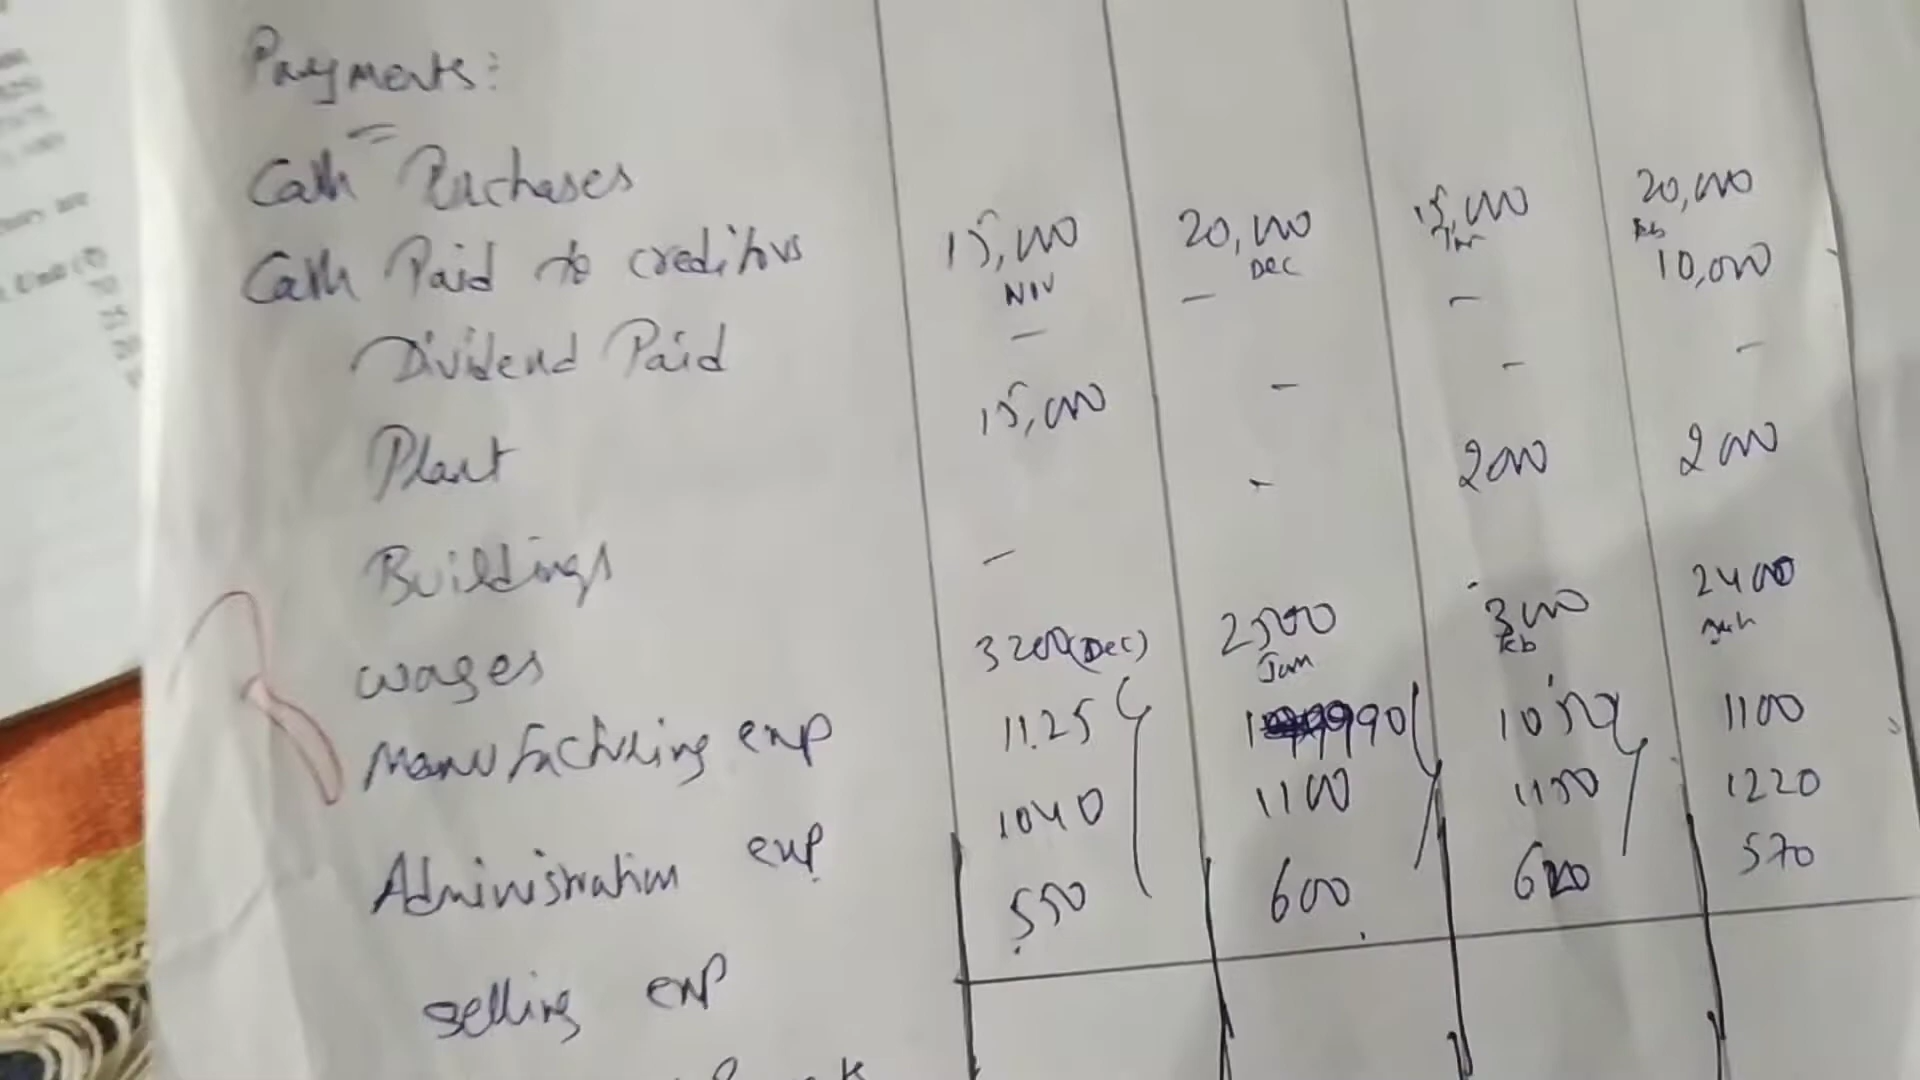 Payments:
Cash Purchases
Cash Paid to creditors 15,000 20,000 15,000 20,000
Nov Dec Jan Feb
Dividend Paid - - - 10,000
Plant 15,000 - - -
Buildings - - 2000 2000
wages 3200(Dec) 2500 3000 2400
Jan Feb
Manufacturing exp 1125 990 1050 1100
Administration exp 1040 1100 1150 1220
selling exp 550 600 620 570